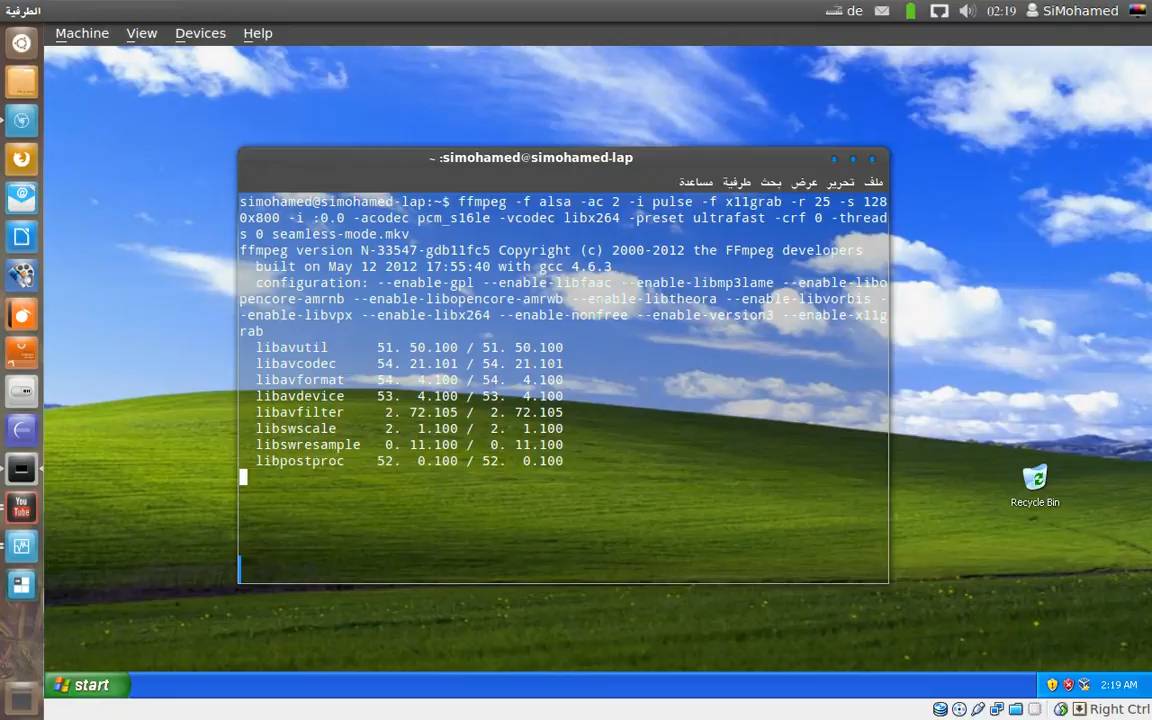 الطرفية
de
02:19
SiMohamed
Machine View Devices Help
~ :simohamed@simohamed-lap
ملف تحرير عرض بحث طرفية مساعدة
simohamed@simohamed-lap:~$ ffmpeg -f alsa -ac 2 -i pulse -f x11grab -r 25 -s 128
0x800 -i :0.0 -acodec pcm_s16le -vcodec libx264 -preset ultrafast -crf 0 -thread
s 0 seamless-mode.mkv
ffmpeg version N-33547-gdb11fc5 Copyright (c) 2000-2012 the FFmpeg developers
built on May 12 2012 17:55:40 with gcc 4.6.3
configuration: --enable-gpl --enable-libfaac --enable-libmp3lame --enable-libo
pencore-amrnb --enable-libopencore-amrwb --enable-libtheora --enable-libvorbis -
-enable-libvpx --enable-libx264 --enable-nonfree --enable-version3 --enable-x11g
rab
libavutil 51. 50.100 / 51. 50.100
libavcodec 54. 21.101 / 54. 21.101
libavformat 54. 4.100 / 54. 4.100
libavdevice 53. 4.100 / 53. 4.100
libavfilter 2. 72.105 / 2. 72.105
libswscale 2. 1.100 / 2. 1.100
libswresample 0. 11.100 / 0. 11.100
libpostproc 52. 0.100 / 52. 0.100
Recycle Bin
You
Tube
start
2:19 AM
Right Ctrl